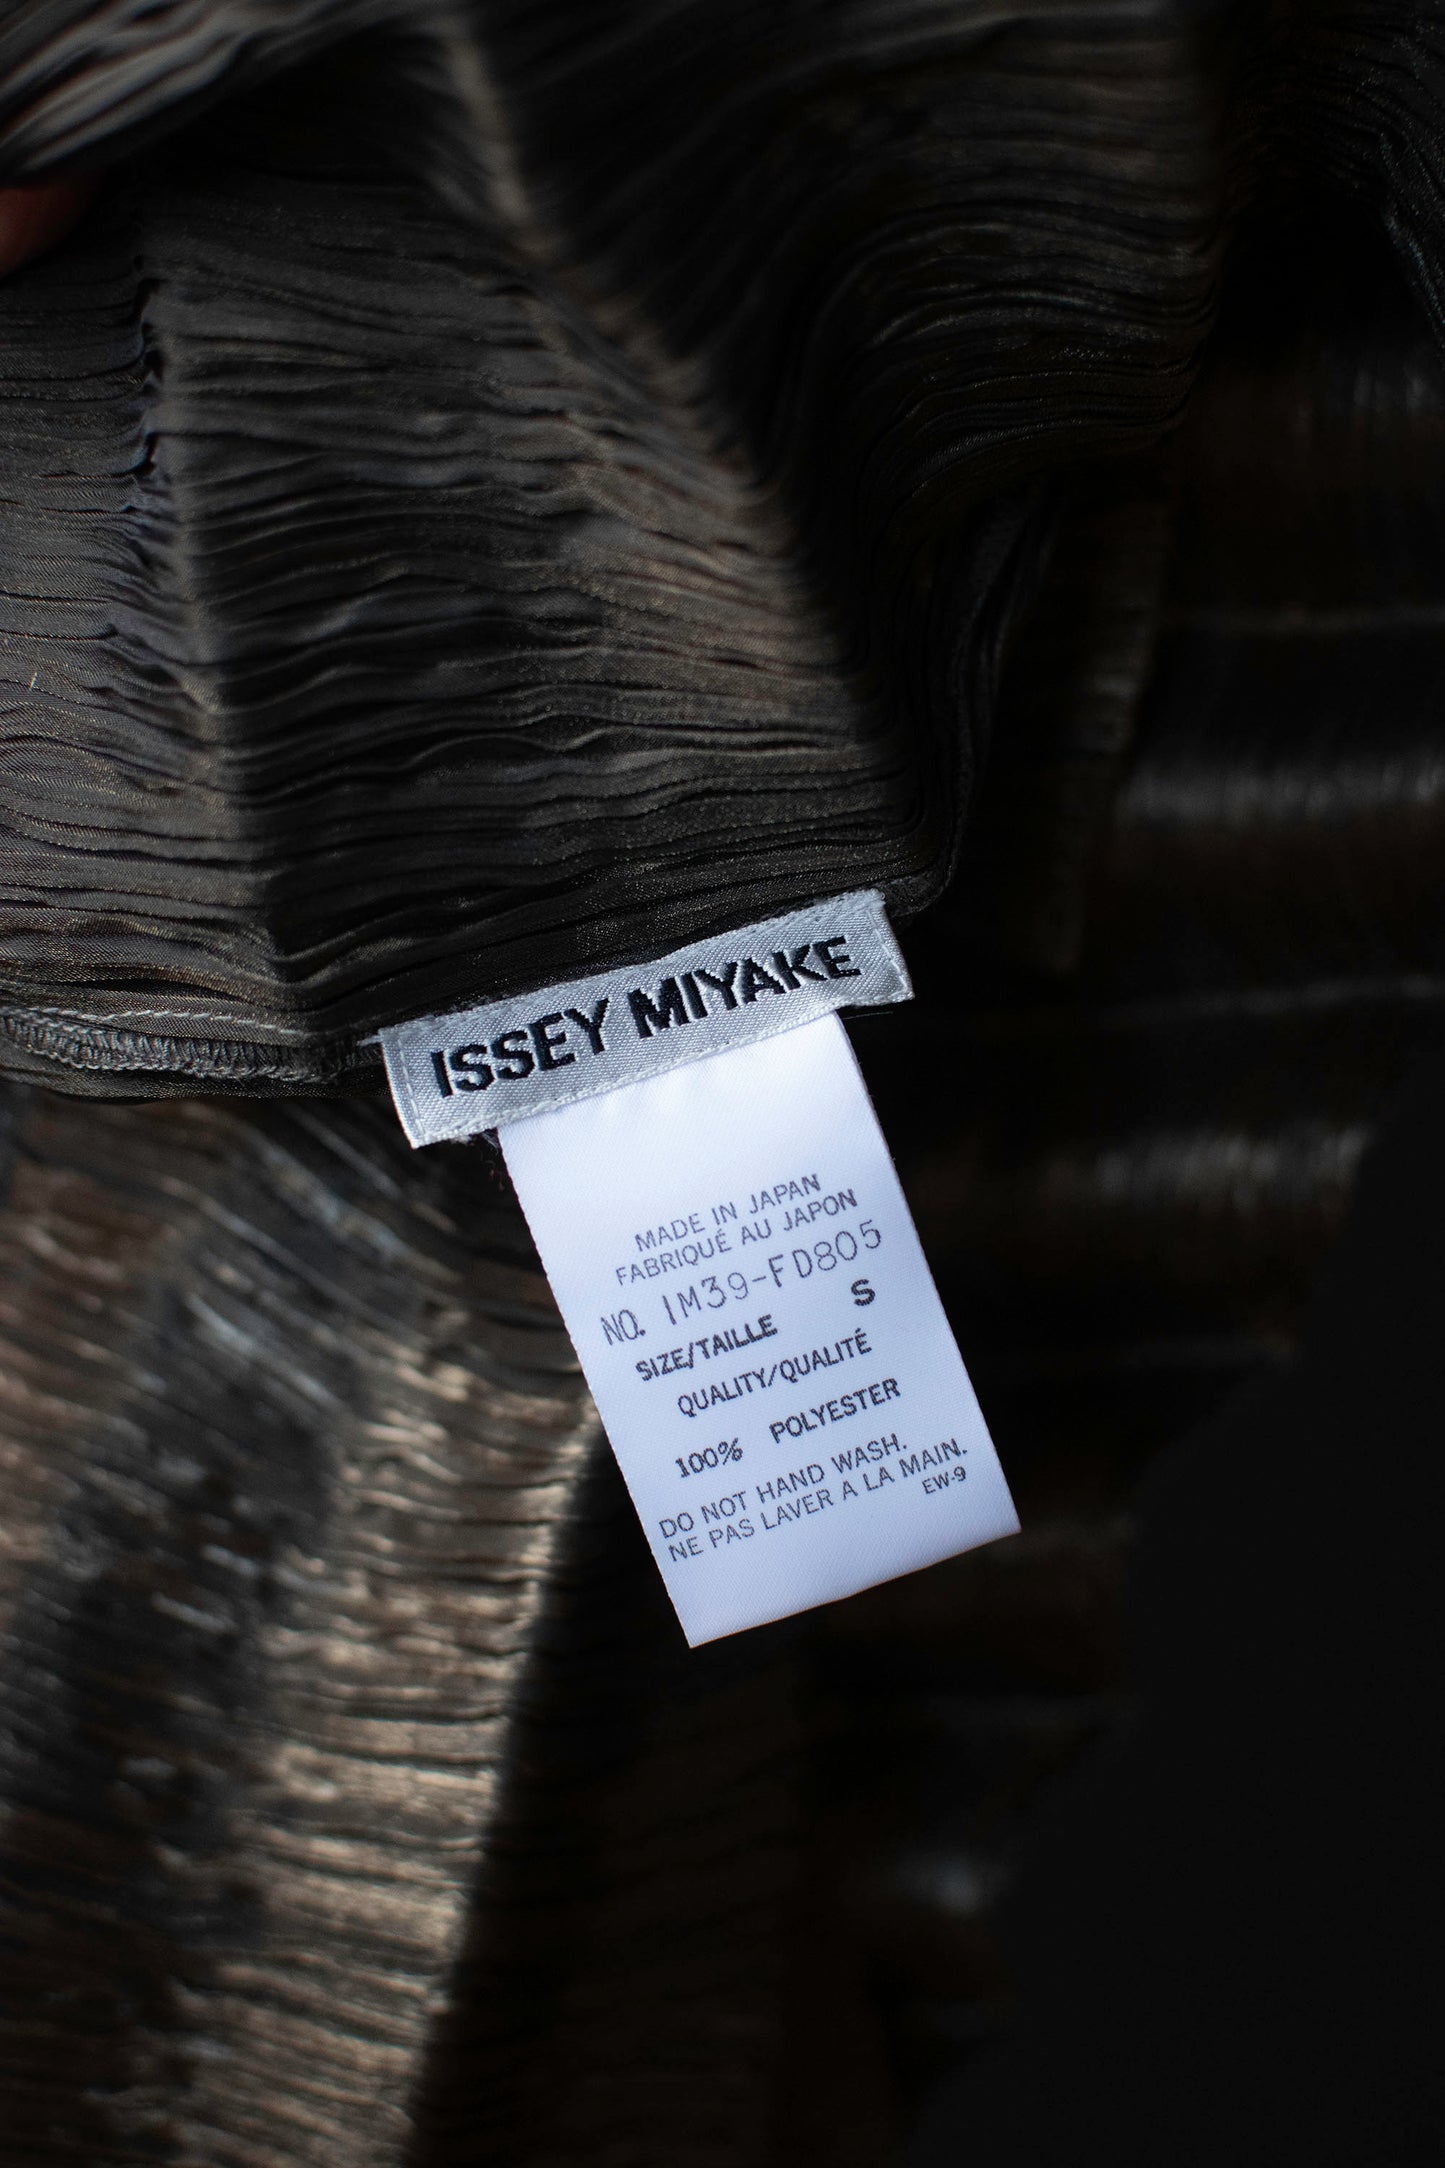 ISSEY MIYAKE
MADE IN JAPAN
FABRIQUÉ AU JAPON
NO. IM39-FD805
SIZE/TAILLE S
QUALITY/QUALITÉ
100% POLYESTER
DO NOT HAND WASH.
NE PAS LAVER A LA MAIN.
EW-9